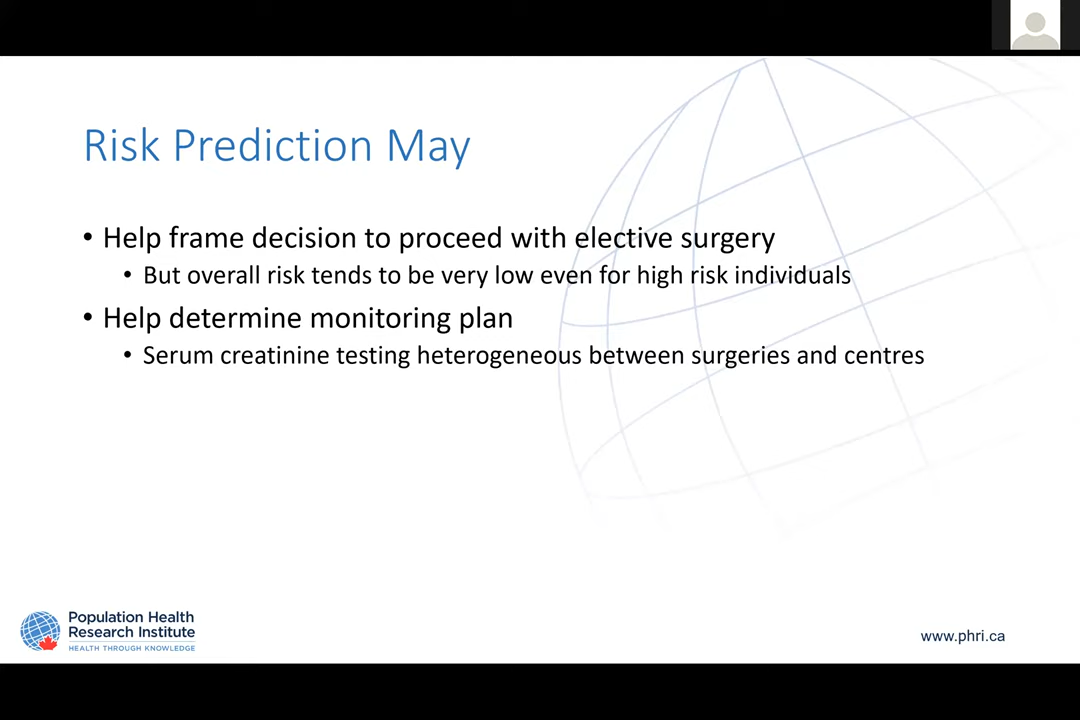 Risk Prediction May
• Help frame decision to proceed with elective surgery
• But overall risk tends to be very low even for high risk individuals
• Help determine monitoring plan
• Serum creatinine testing heterogeneous between surgeries and centres
Population Health
Research Institute
HEALTH THROUGH KNOWLEDGE
www.phri.ca